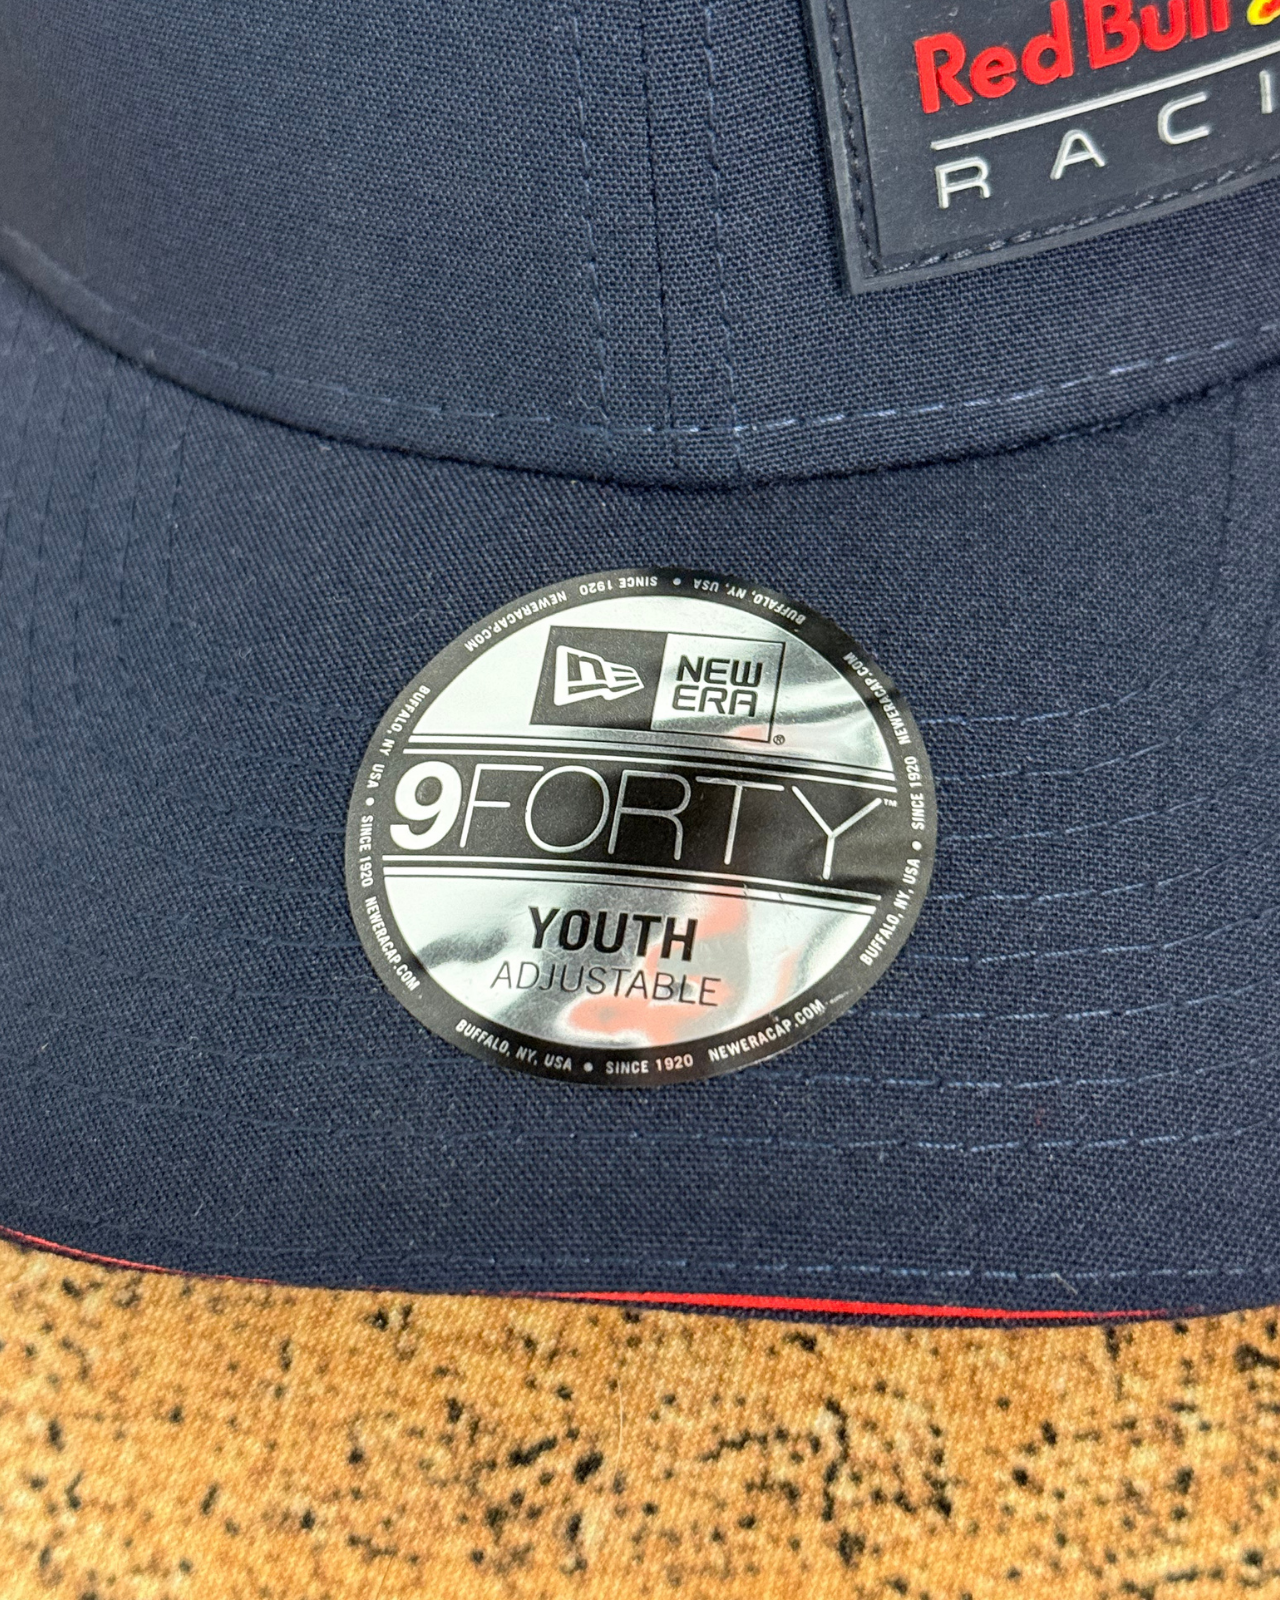 Red Bull
RACI
NEW
ERA®
9FORTY™
YOUTH
ADJUSTABLE
BUFFALO, NY, USA • SINCE 1920 NEWERACAP.COM
BUFFALO, NY, USA • SINCE 1920 NEWERACAP.COM
BUFFALO, NY, USA • SINCE 1920 NEWERACAP.COM
BUFFALO, NY, USA • SINCE 1920 NEWERACAP.COM